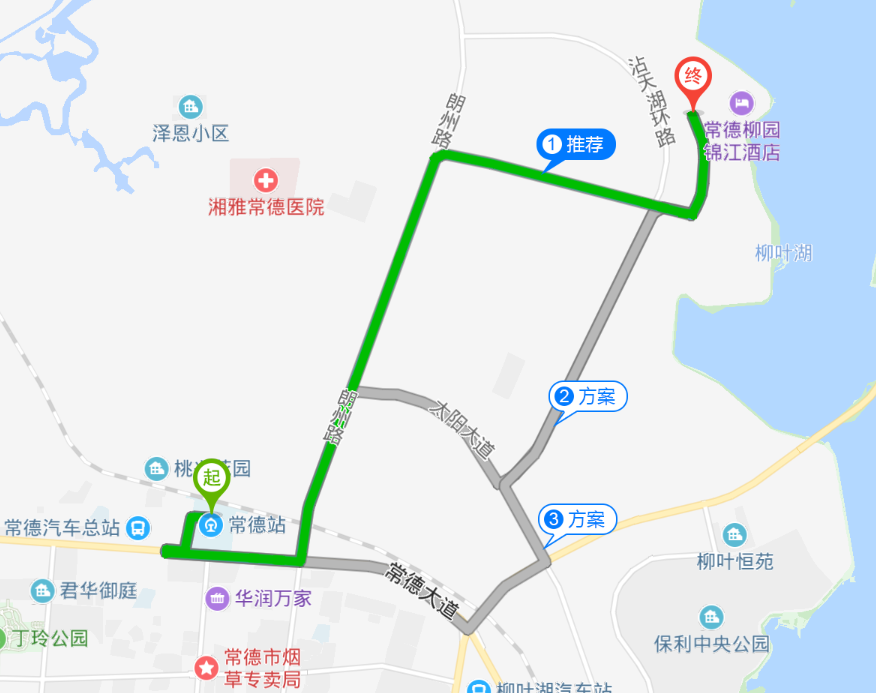 沾天湖环路
终
朗州路
常德柳园
锦江酒店
泽恩小区
1 推荐
湘雅常德医院
柳叶湖
2 方案
朗州路
太阳大道
起
常德汽车总站
常德站
3 方案
柳叶恒苑
君华御庭
华润万家
常德大道
丁玲公园
保利中央公园
常德市烟
草专卖局
柳叶湖汽车站